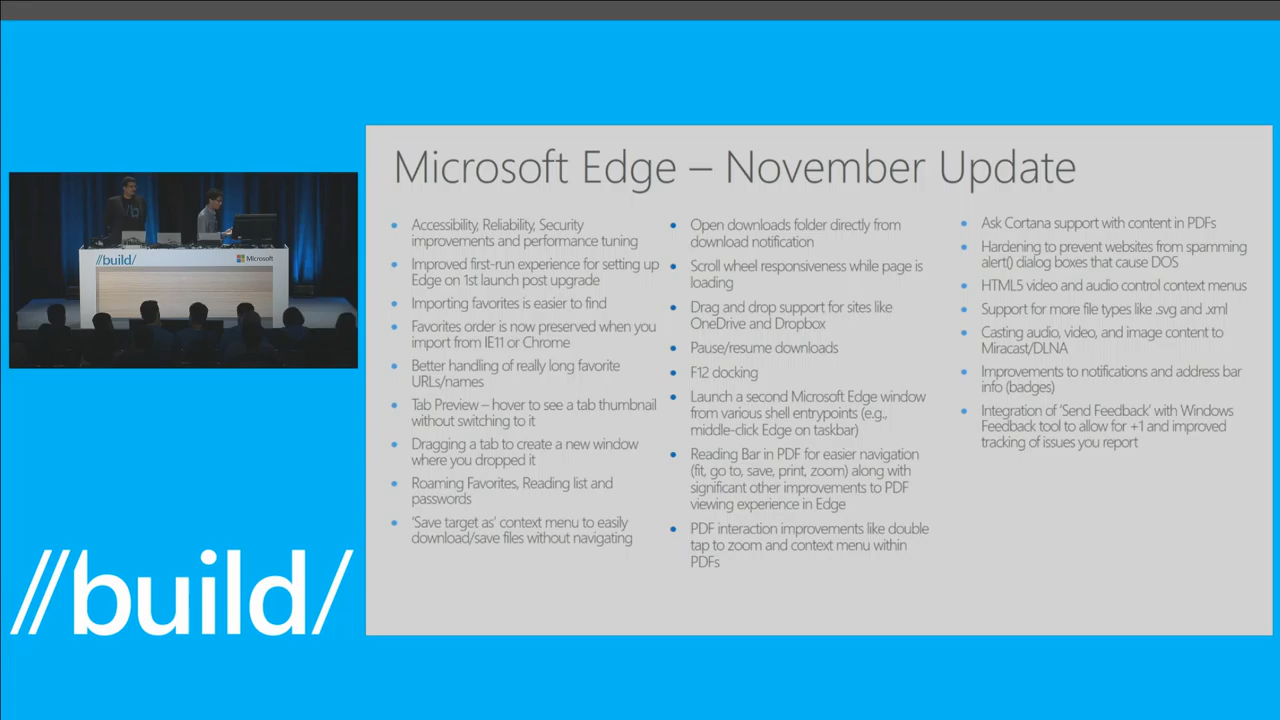 Microsoft Edge – November Update
Accessibility, Reliability, Security
improvements and performance tuning
Improved first-run experience for setting up
Edge on 1st launch post upgrade
Importing favorites is easier to find
Favorites order is now preserved when you
import from IE11 or Chrome
Better handling of really long favorite
URLs/names
Tab Preview – hover to see a tab thumbnail
without switching to it
Dragging a tab to create a new window
where you dropped it
Roaming Favorites, Reading list and
passwords
'Save target as' context menu to easily
download/save files without navigating
Open downloads folder directly from
download notification
Scroll wheel responsiveness while page is
loading
Drag and drop support for sites like
OneDrive and Dropbox
Pause/resume downloads
F12 docking
Launch a second Microsoft Edge window
from various shell entrypoints (e.g.,
middle-click Edge on taskbar)
Reading Bar in PDF for easier navigation
(fit, go to, save, print, zoom) along with
significant other improvements to PDF
viewing experience in Edge
PDF interaction improvements like double
tap to zoom and context menu within
PDFs
Ask Cortana support with content in PDFs
Hardening to prevent websites from spamming
alert() dialog boxes that cause DOS
HTML5 video and audio control context menus
Support for more file types like .svg and .xml
Casting audio, video, and image content to
Miracast/DLNA
Improvements to notifications and address bar
info (badges)
Integration of 'Send Feedback' with Windows
Feedback tool to allow for +1 and improved
tracking of issues you report
//build/
Microsoft
//build/